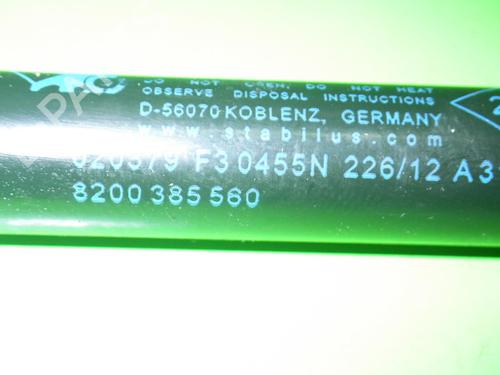 DO NOT OPEN. DO NOT HEAT
OBSERVE DISPOSAL INSTRUCTIONS
D-56070 KOBLENZ, GERMANY
www.stabilus.com
020579 F3 0455N 226/12 A3
8200 385 560